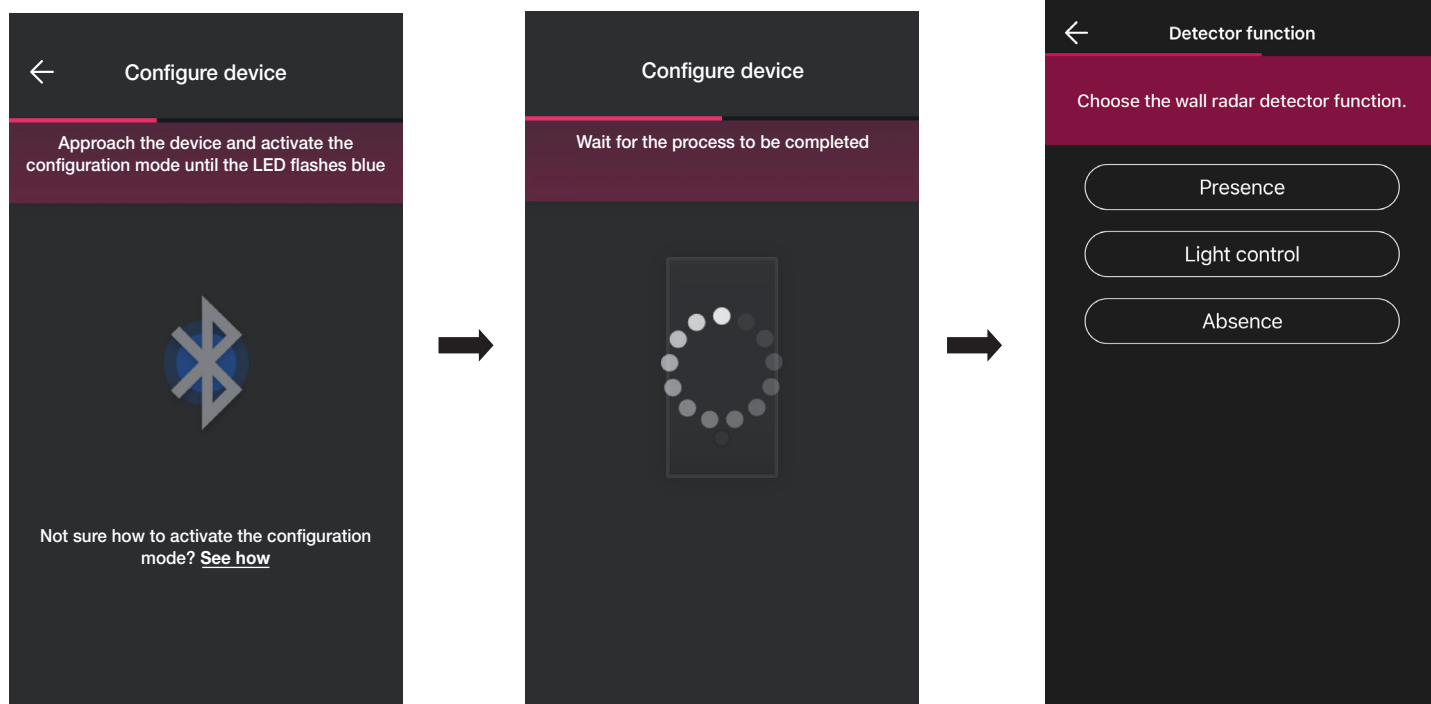 Configure device
Approach the device and activate the
configuration mode until the LED flashes blue
Not sure how to activate the configuration
mode? See how
Configure device
Wait for the process to be completed
Detector function
Choose the wall radar detector function.
Presence
Light control
Absence